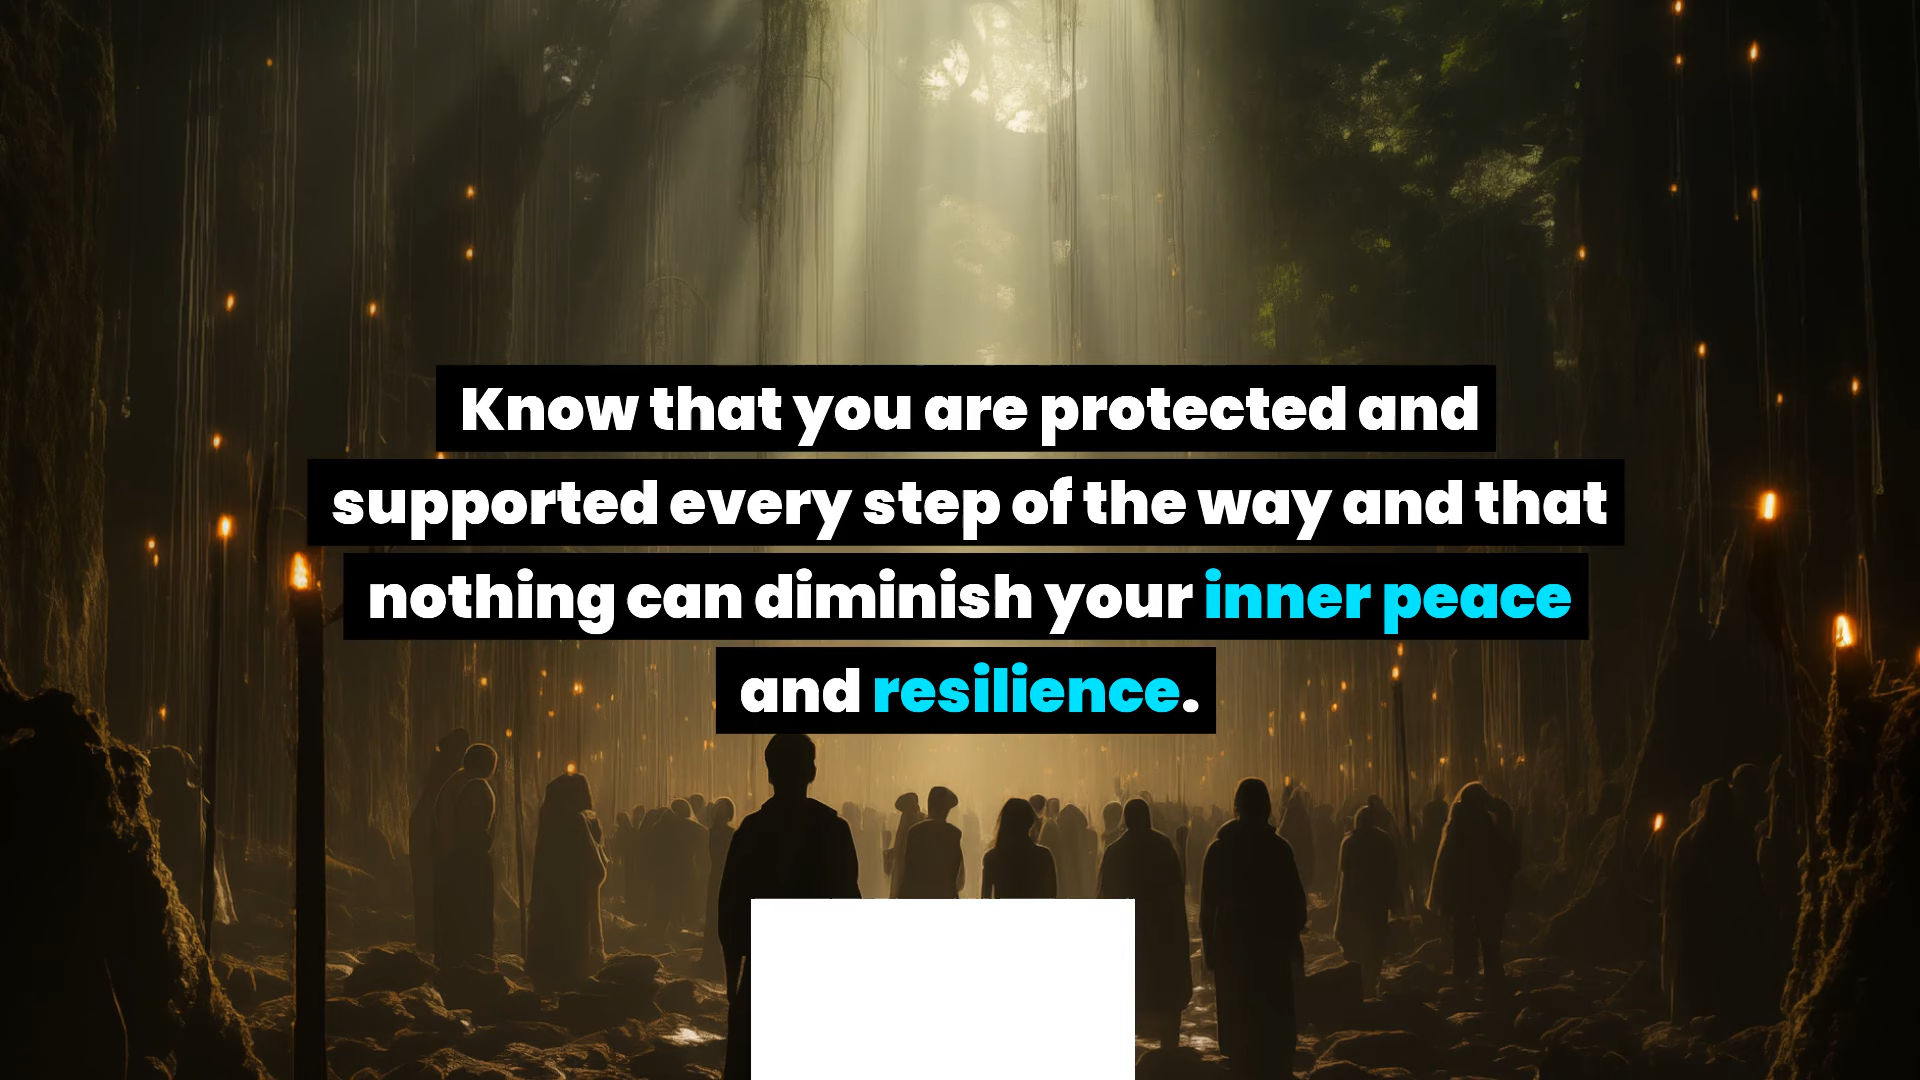 Know that you are protected and
supported every step of the way and that
nothing can diminish your inner peace
and resilience.